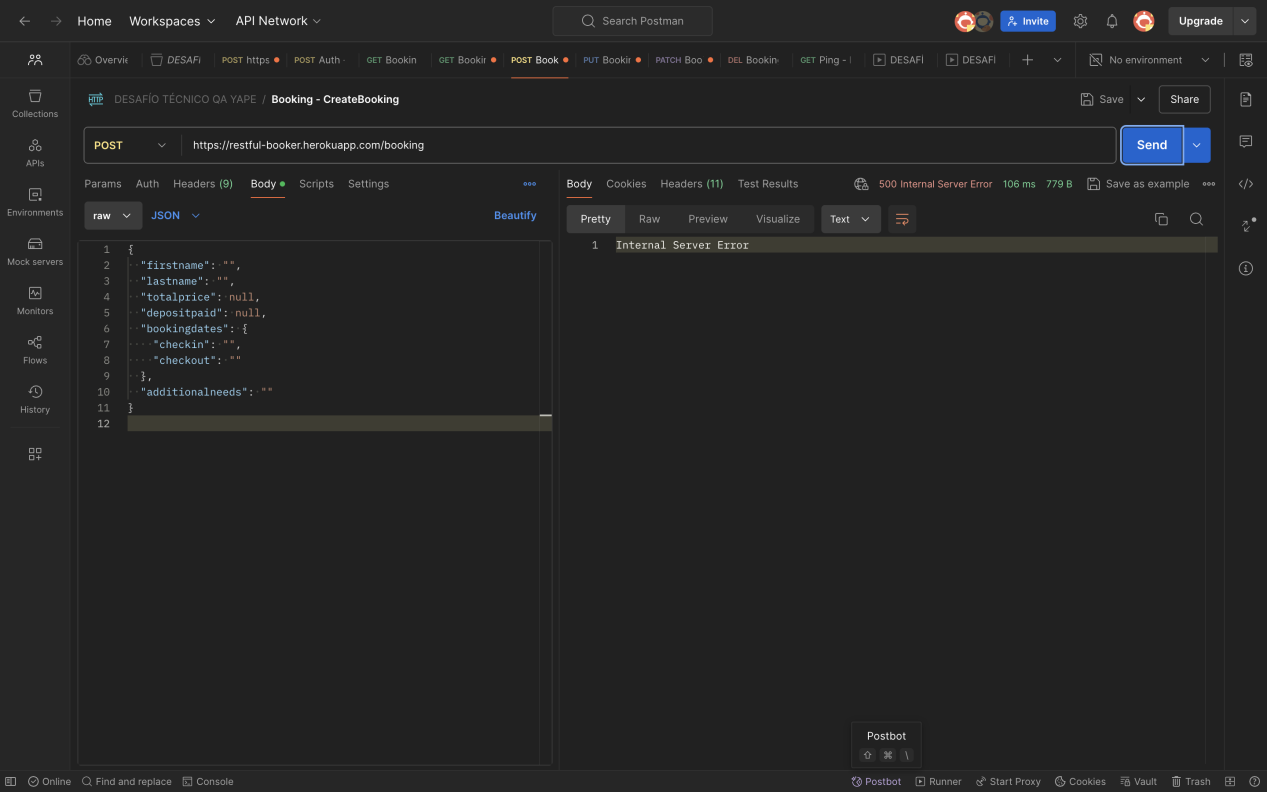 Home Workspaces API Network Search Postman Invite Upgrade
Overvie DESAFI POST https POST Auth GET Bookin GET Bookir POST Book PUT Bookir PATCH Boo DEL Bookin GET Ping - DESAFI DESAFI No environment
HTTP DESAFÍO TÉCNICO QA YAPE / Booking - CreateBooking Save Share
Collections
APIs
Environments
Mock servers
Monitors
Flows
History
POST https://restful-booker.herokuapp.com/booking Send
Params Auth Headers (9) Body Scripts Settings
raw JSON Beautify
1 {
2 "firstname": "",
3 "lastname": "",
4 "totalprice": null,
5 "depositpaid": null,
6 "bookingdates": {
7 "checkin": "",
8 "checkout": ""
9 },
10 "additionalneeds": ""
11 }
12
Body Cookies Headers (11) Test Results 500 Internal Server Error 106 ms 779 B Save as example
Pretty Raw Preview Visualize Text
1 Internal Server Error
Postbot
⇧ ⌘ \
Online Find and replace Console Postbot Runner Start Proxy Cookies Vault Trash